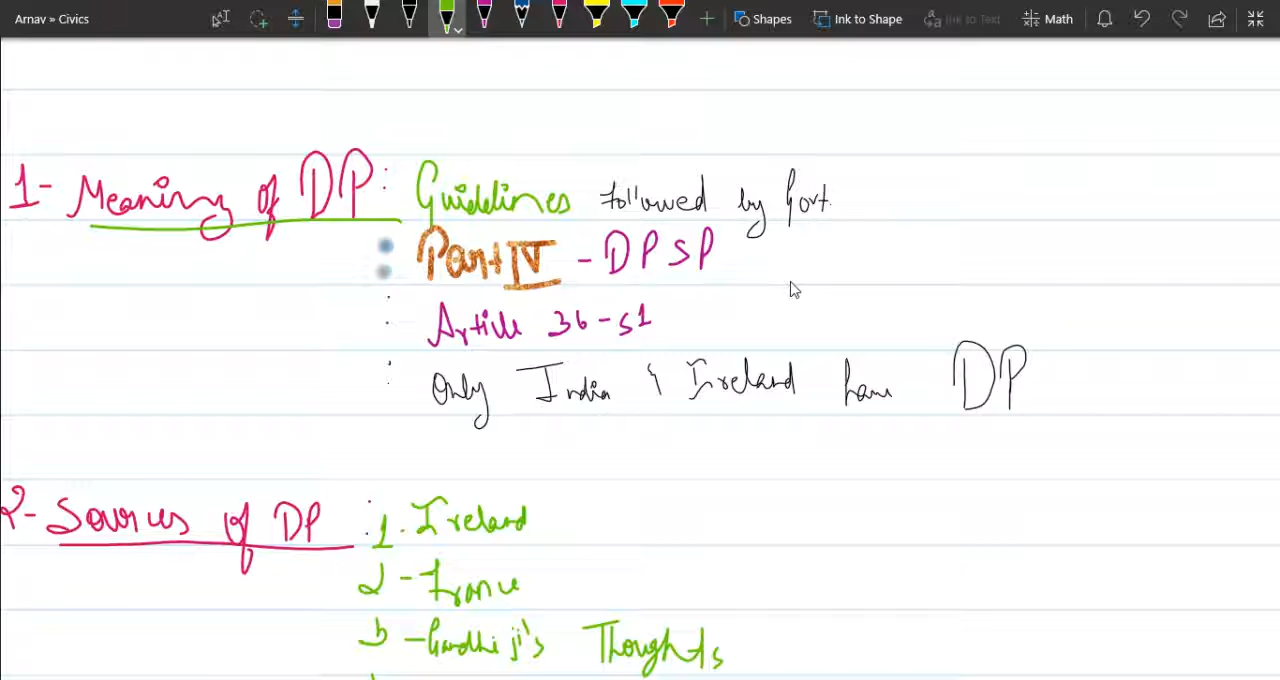 Arnav » Civics
Shapes
Ink to Shape
Ink to Text
Math
1- Meaning of DP: Guidelines followed by Govt.
Part IV - DPSP
Article 36-51
Only India & Ireland have DP
2- Sources of DP : 1. Ireland
2 - France
3 - Gandhi ji's Thoughts